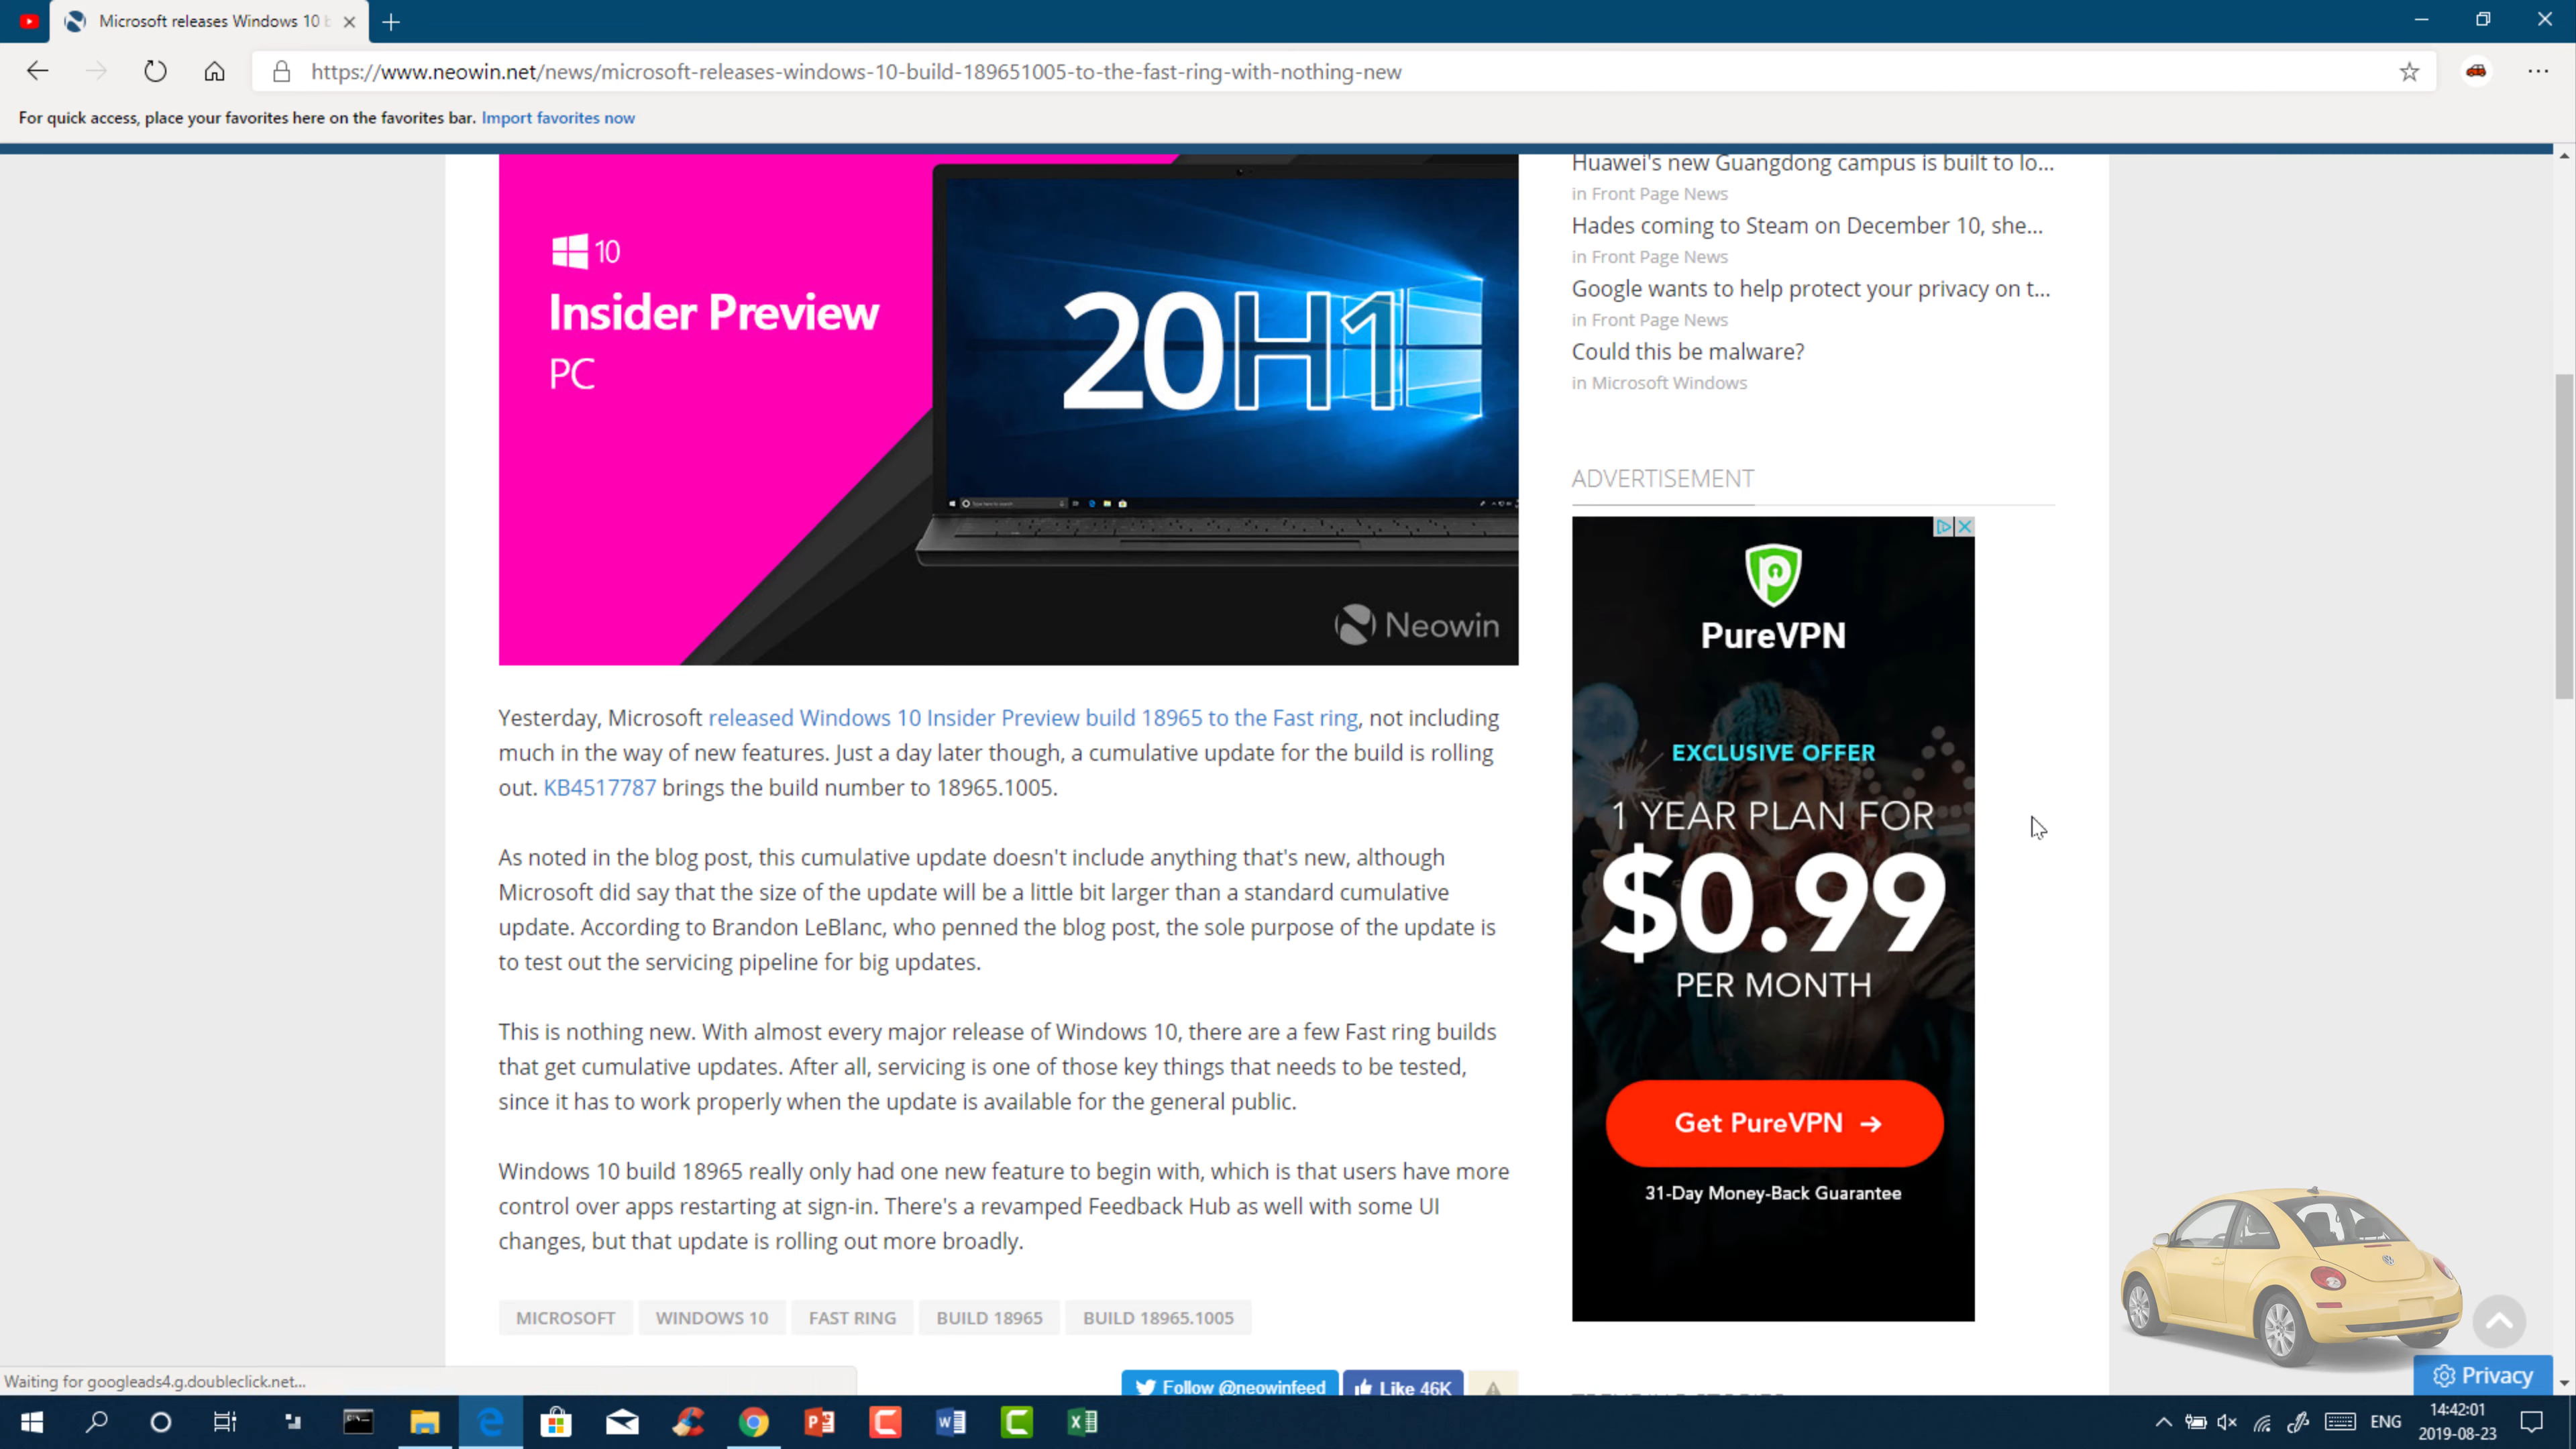 Microsoft releases Windows 10 b
https://www.neowin.net/news/microsoft-releases-windows-10-build-189651005-to-the-fast-ring-with-nothing-new
For quick access, place your favorites here on the favorites bar. Import favorites now
10
Insider Preview
PC
20H1
Neowin
Huawei's new Guangdong campus is built to lo...
in Front Page News
Hades coming to Steam on December 10, she...
in Front Page News
Google wants to help protect your privacy on t...
in Front Page News
Could this be malware?
in Microsoft Windows
ADVERTISEMENT
PureVPN
EXCLUSIVE OFFER
1 YEAR PLAN FOR
$0.99
PER MONTH
Get PureVPN →
31-Day Money-Back Guarantee
Yesterday, Microsoft released Windows 10 Insider Preview build 18965 to the Fast ring, not including
much in the way of new features. Just a day later though, a cumulative update for the build is rolling
out. KB4517787 brings the build number to 18965.1005.
As noted in the blog post, this cumulative update doesn't include anything that's new, although
Microsoft did say that the size of the update will be a little bit larger than a standard cumulative
update. According to Brandon LeBlanc, who penned the blog post, the sole purpose of the update is
to test out the servicing pipeline for big updates.
This is nothing new. With almost every major release of Windows 10, there are a few Fast ring builds
that get cumulative updates. After all, servicing is one of those key things that needs to be tested,
since it has to work properly when the update is available for the general public.
Windows 10 build 18965 really only had one new feature to begin with, which is that users have more
control over apps restarting at sign-in. There's a revamped Feedback Hub as well with some UI
changes, but that update is rolling out more broadly.
MICROSOFT WINDOWS 10 FAST RING BUILD 18965 BUILD 18965.1005
Follow @neowinfeed Like 46K
Privacy
Waiting for googleads4.g.doubleclick.net...
ENG
14:42:01
2019-08-23